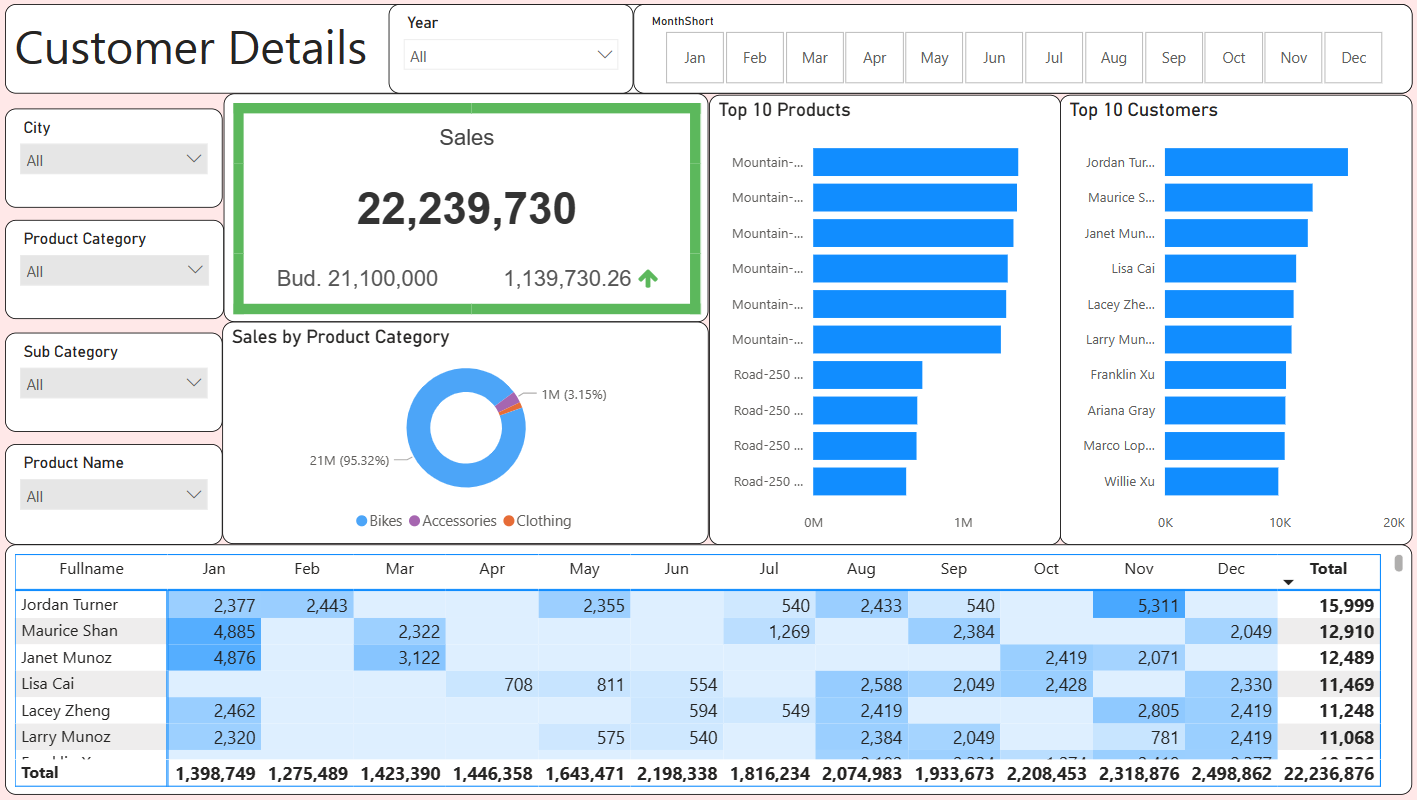 Customer Details
Year
All
MonthShort
Jan Feb Mar Apr May Jun Jul Aug Sep Oct Nov Dec
City
All
Product Category
All
Sub Category
All
Product Name
All
Sales
22,239,730
Bud. 21,100,000 1,139,730.26
Sales by Product Category
1M (3.15%)
21M (95.32%)
Bikes Accessories Clothing
Top 10 Products
Mountain-...
Mountain-...
Mountain-...
Mountain-...
Mountain-...
Mountain-...
Road-250 ...
Road-250 ...
Road-250 ...
Road-250 ...
0M 1M
Top 10 Customers
Jordan Tur...
Maurice S...
Janet Mun...
Lisa Cai
Lacey Zhe...
Larry Mun...
Franklin Xu
Ariana Gray
Marco Lop...
Willie Xu
0K 10K 20K
Fullname Jan Feb Mar Apr May Jun Jul Aug Sep Oct Nov Dec Total
Jordan Turner 2,377 2,443 2,355 540 2,433 540 5,311 15,999
Maurice Shan 4,885 2,322 1,269 2,384 2,049 12,910
Janet Munoz 4,876 3,122 2,419 2,071 12,489
Lisa Cai 708 811 554 2,588 2,049 2,428 2,330 11,469
Lacey Zheng 2,462 594 549 2,419 2,805 2,419 11,248
Larry Munoz 2,320 575 540 2,384 2,049 781 2,419 11,068
Total 1,398,749 1,275,489 1,423,390 1,446,358 1,643,471 2,198,338 1,816,234 2,074,983 1,933,673 2,208,453 2,318,876 2,498,862 22,236,876